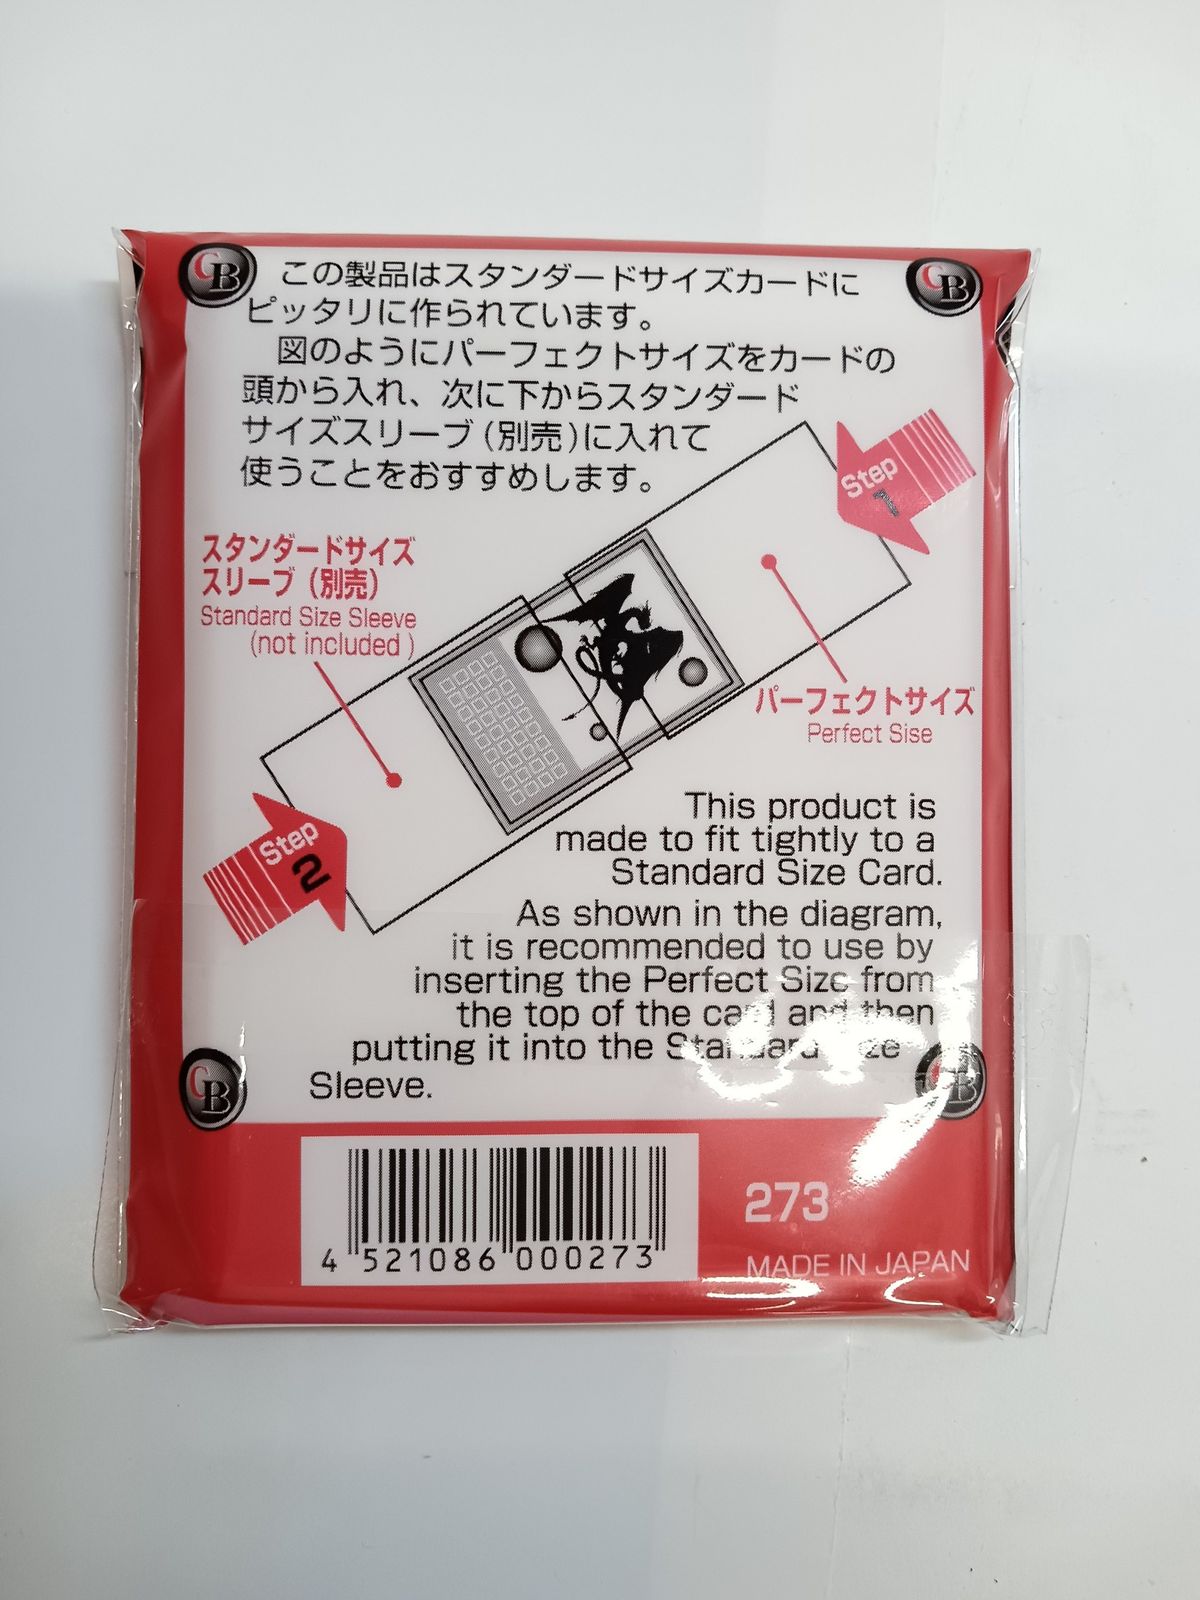 CB
CB
この製品はスタンダードサイズカードに
ピッタリに作られています。
図のようにパーフェクトサイズをカードの
頭から入れ、次に下からスタンダード
サイズスリーブ(別売)に入れて
使うことをおすすめします。
Step
1
スタンダードサイズ
スリーブ(別売)
Standard Size Sleeve
(not included )
パーフェクトサイズ
Perfect Sise
Step
2
This product is
made to fit tightly to a
Standard Size Card.
As shown in the diagram,
it is recommended to use by
inserting the Perfect Size from
the top of the card and then
putting it into the Standard Size
Sleeve.
CB
CB
4 521086 000273
273
MADE IN JAPAN